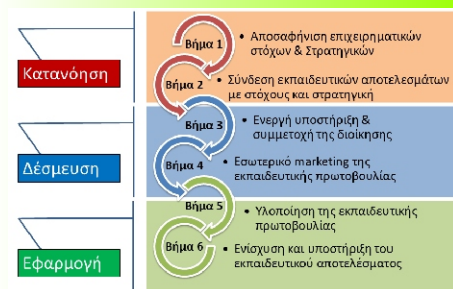 Κατανόηση
Βήμα 1
• Αποσαφήνιση επιχειρηματικών
στόχων & Στρατηγικών
Βήμα 2
• Σύνδεση εκπαιδευτικών αποτελεσμάτων
με στόχους και στρατηγική
Δέσμευση
Βήμα 3
• Ενεργή υποστήριξη &
συμμετοχή της διοίκησης
Βήμα 4
• Εσωτερικό marketing της
εκπαιδευτικής πρωτοβουλίας
Εφαρμογή
Βήμα 5
• Υλοποίηση της εκπαιδευτικής
πρωτοβουλίας
Βήμα 6
• Ενίσχυση και υποστήριξη του
εκπαιδευτικού αποτελέσματος